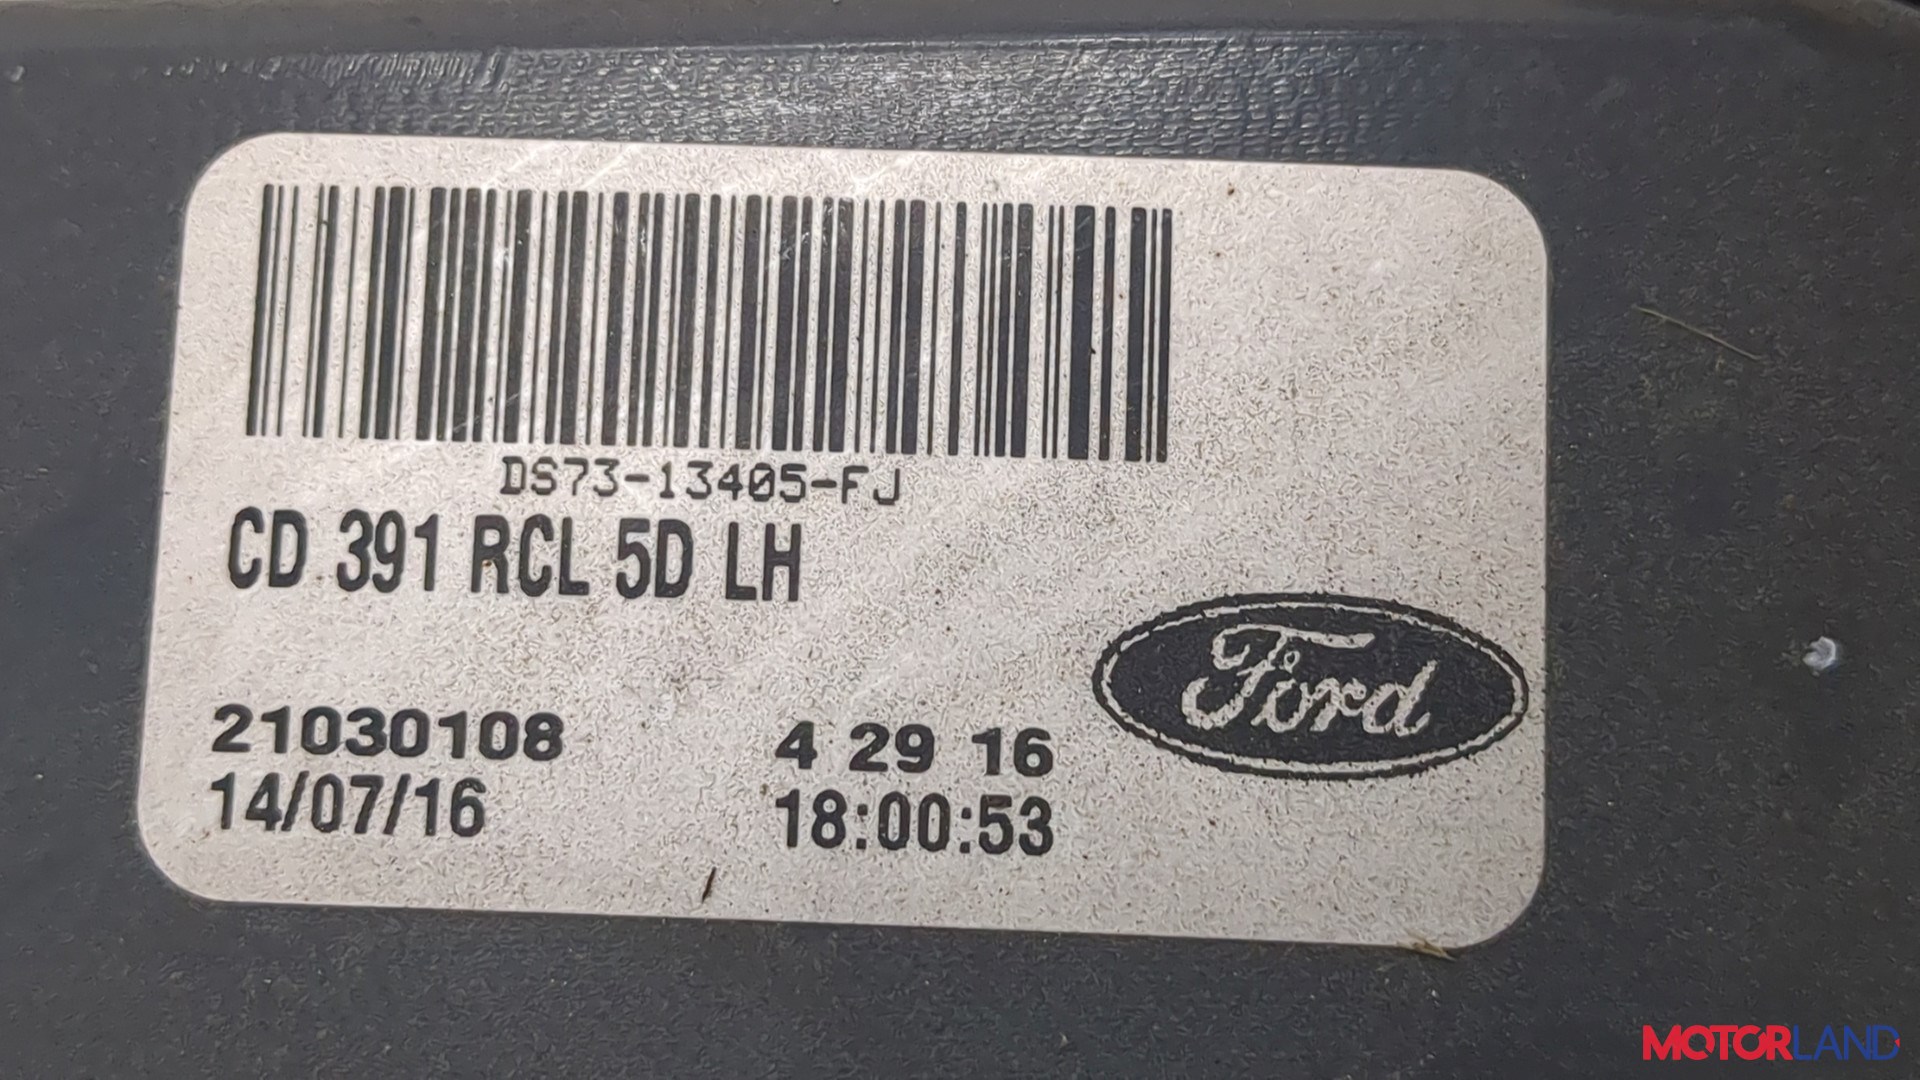 DS73-13405-FJ
CD 391 RCL 5D LH
Ford
21030108 4 29 16
14/07/16 18:00:53
MOTORLAND